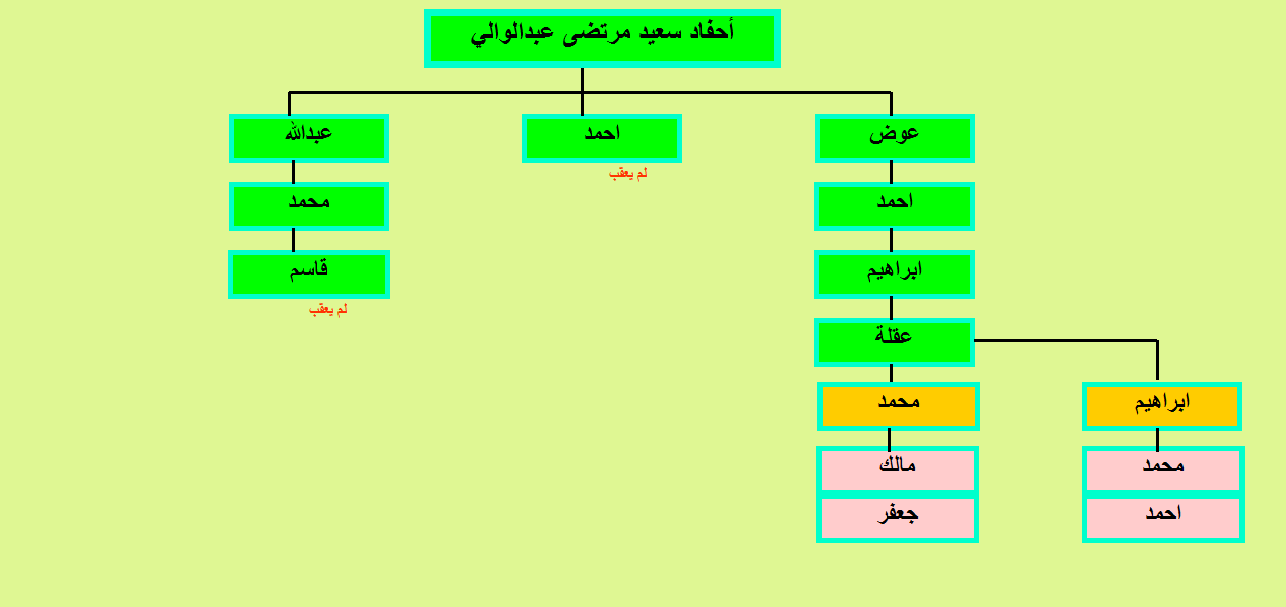 أحفاد سعيد مرتضى عبدالوالي
عوض
احمد
عبدالله
لم يعقب
احمد
محمد
ابراهيم
قاسم
لم يعقب
عقلة
ابراهيم
محمد
محمد
مالك
احمد
جعفر